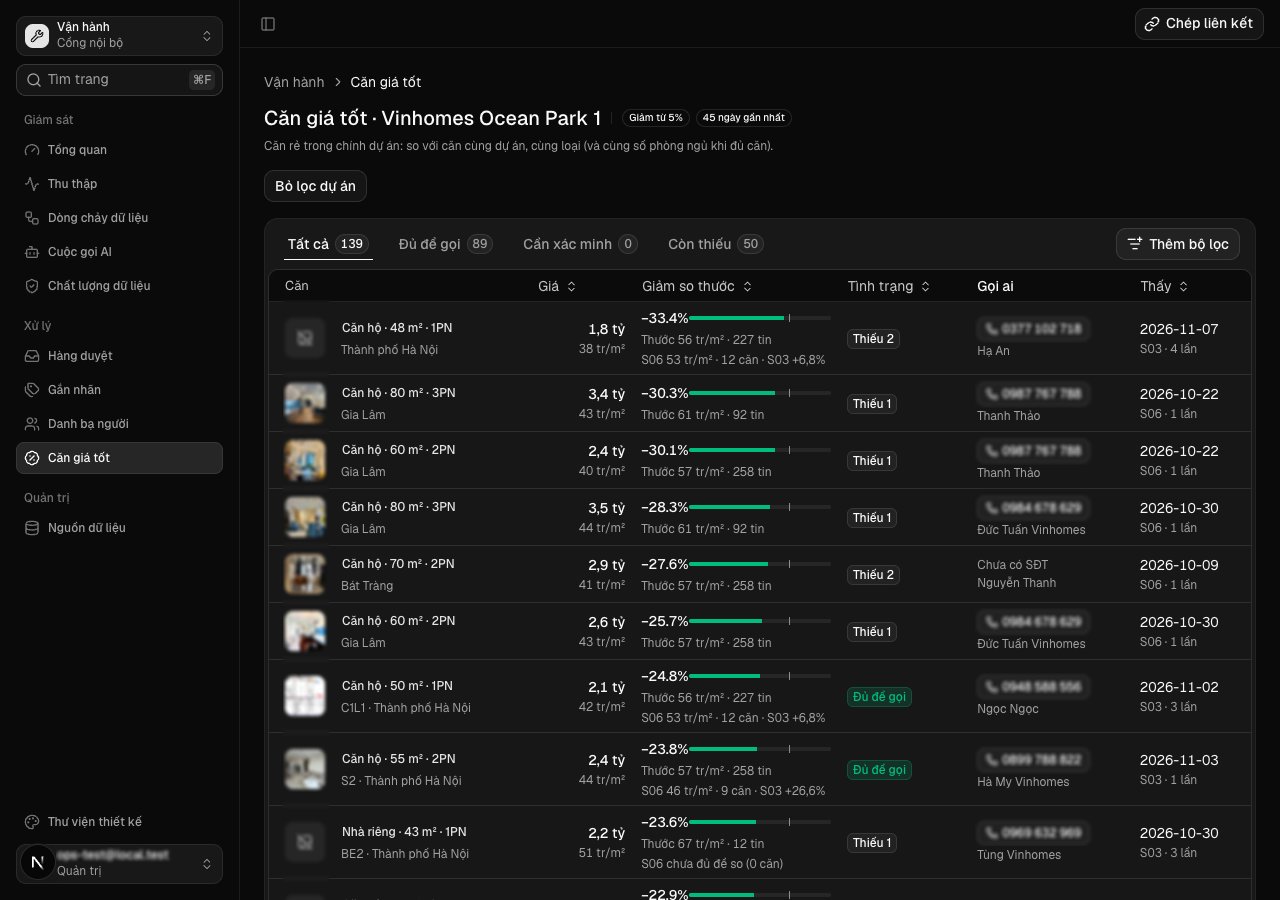 Vận hành
Cổng nội bộ
Tìm trang
⌘F
Giám sát
Tổng quan
Thu thập
Dòng chảy dữ liệu
Cuộc gọi AI
Chất lượng dữ liệu
Xử lý
Hàng duyệt
Gắn nhãn
Danh bạ người
Căn giá tốt
Quản trị
Nguồn dữ liệu
Thư viện thiết kế
N
Quản trị
Chép liên kết
Vận hành > Căn giá tốt
Căn giá tốt · Vinhomes Ocean Park 1 | Giảm từ 5% 45 ngày gần nhất
Căn rẻ trong chính dự án: so với căn cùng dự án, cùng loại (và cùng số phòng ngủ khi đủ căn).
Bỏ lọc dự án
Tất cả 139 Đủ để gọi 89 Cần xác minh 0 Còn thiếu 50 Thêm bộ lọc
Căn Giá Giảm so thước Tình trạng Gọi ai Thấy
Căn hộ · 48 m² · 1PN
Thành phố Hà Nội
1,8 tỷ
38 tr/m²
−33.4%
Thước 56 tr/m² · 227 tin
S06 53 tr/m² · 12 căn · S03 +6,8%
Thiếu 2
Hạ An
2026-11-07
S03 · 4 lần
Căn hộ · 80 m² · 3PN
Gia Lâm
3,4 tỷ
43 tr/m²
−30.3%
Thước 61 tr/m² · 92 tin
Thiếu 1
Thanh Thảo
2026-10-22
S06 · 1 lần
Căn hộ · 60 m² · 2PN
Gia Lâm
2,4 tỷ
40 tr/m²
−30.1%
Thước 57 tr/m² · 258 tin
Thiếu 1
Thanh Thảo
2026-10-22
S06 · 1 lần
Căn hộ · 80 m² · 3PN
Gia Lâm
3,5 tỷ
44 tr/m²
−28.3%
Thước 61 tr/m² · 92 tin
Thiếu 1
Đức Tuấn Vinhomes
2026-10-30
S06 · 1 lần
Căn hộ · 70 m² · 2PN
Bát Tràng
2,9 tỷ
41 tr/m²
−27.6%
Thước 57 tr/m² · 258 tin
Thiếu 2
Chưa có SĐT
Nguyễn Thanh
2026-10-09
S06 · 1 lần
Căn hộ · 60 m² · 2PN
Gia Lâm
2,6 tỷ
43 tr/m²
−25.7%
Thước 57 tr/m² · 258 tin
Thiếu 1
Đức Tuấn Vinhomes
2026-10-30
S06 · 1 lần
Căn hộ · 50 m² · 1PN
C1L1 · Thành phố Hà Nội
2,1 tỷ
42 tr/m²
−24.8%
Thước 56 tr/m² · 227 tin
S06 53 tr/m² · 12 căn · S03 +6,8%
Đủ để gọi
Ngọc Ngọc
2026-11-02
S03 · 3 lần
Căn hộ · 55 m² · 2PN
S2 · Thành phố Hà Nội
2,4 tỷ
44 tr/m²
−23.8%
Thước 57 tr/m² · 258 tin
S06 46 tr/m² · 9 căn · S03 +26,6%
Đủ để gọi
Hà My Vinhomes
2026-11-03
S03 · 1 lần
Nhà riêng · 43 m² · 1PN
BE2 · Thành phố Hà Nội
2,2 tỷ
51 tr/m²
−23.6%
Thước 67 tr/m² · 12 tin
S06 chưa đủ để so (0 căn)
Thiếu 1
Tùng Vinhomes
2026-10-30
S03 · 3 lần
−22.9%